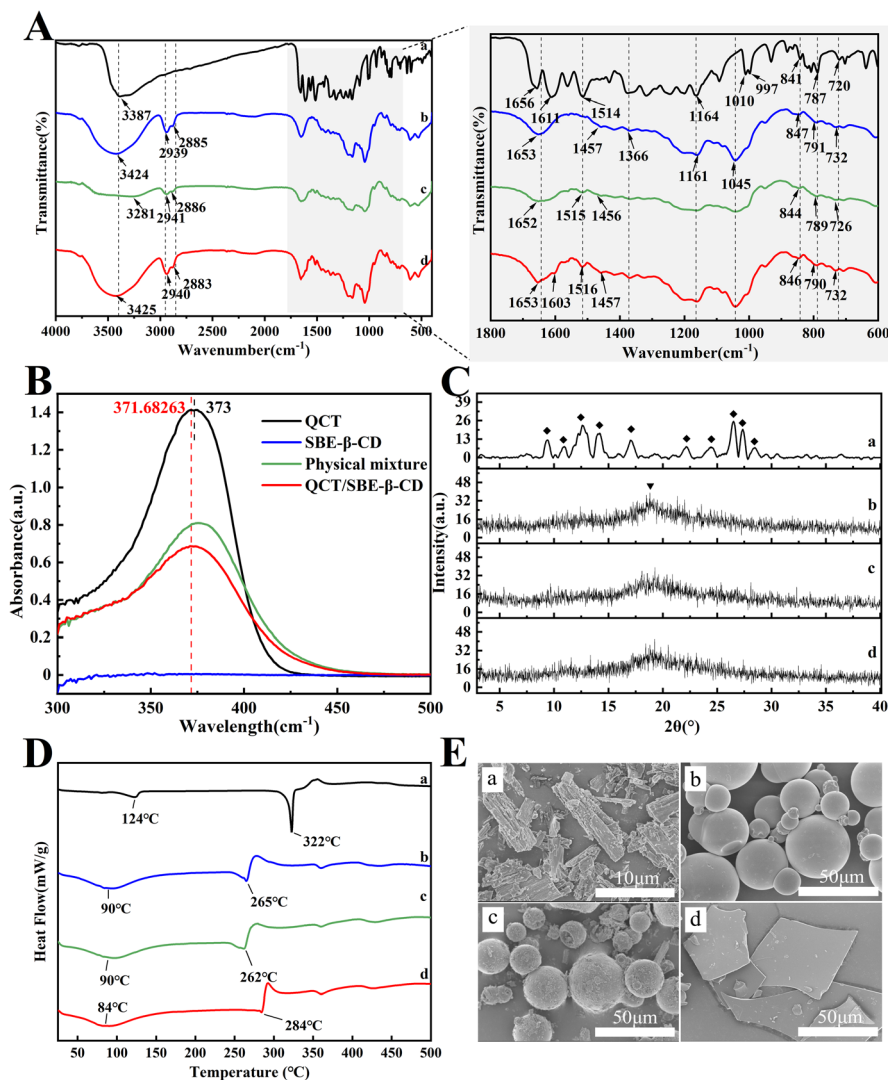 A
a
b
c
d
3387
2885
2939
3424
2886
2941
3281
2883
2940
3425
Transmittance(%)
4000 3500 3000 2500 2000 1500 1000 500
Wavenumber(cm-1)
a
b
c
d
1656
1611
1514
1164
1010
997
841
787
720
1653
1457
1366
1161
1045
847
791
732
1652
1515
1456
844
789
726
1653
1603
1516
1457
846
790
732
Transmittance(%)
1800 1600 1400 1200 1000 800 600
Wavenumber(cm-1)
B
371.68263
373
QCT
SBE-β-CD
Physical mixture
QCT/SBE-β-CD
1.4
1.2
1.0
0.8
0.6
0.4
0.2
0
Absorbance(a.u.)
300 350 400 450 500
Wavelength(cm-1)
C
39
26
13
0
a
48
32
16
0
b
48
32
16
0
c
48
32
16
0
d
Intensity(a.u.)
5 10 15 20 25 30 35 40
2θ(°)
D
a
124℃
322℃
b
90℃
265℃
c
90℃
262℃
d
84℃
284℃
Heat Flow(mW/g)
50 100 150 200 250 300 350 400 450 500
Temperature (℃)
E
a
10μm
b
50μm
c
50μm
d
50μm